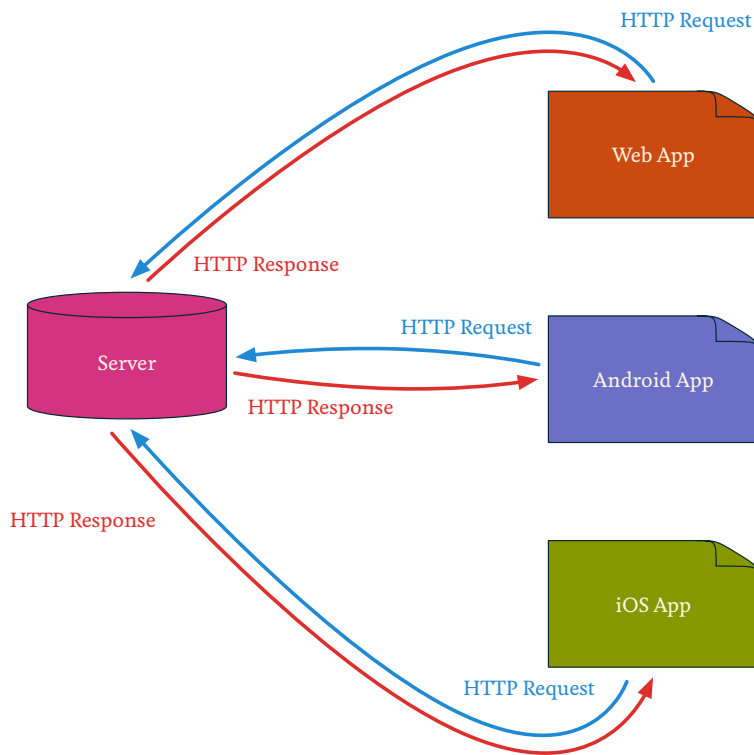 HTTP Request
Web App
HTTP Response
HTTP Request
Server
Android App
HTTP Response
HTTP Response
iOS App
HTTP Request